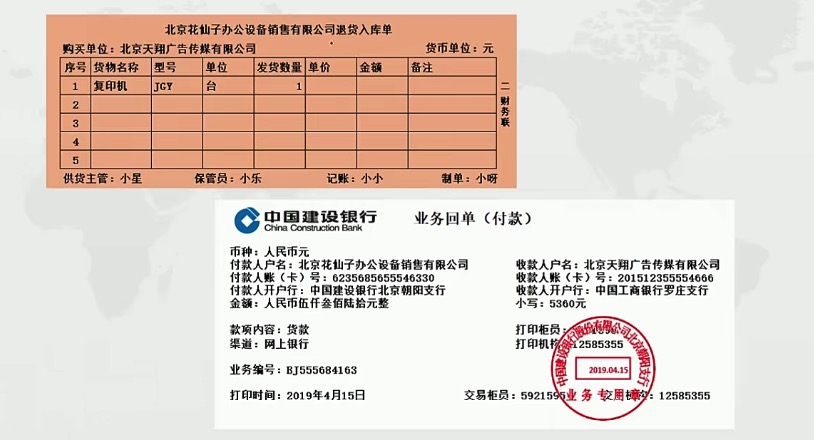 北京花仙子办公设备销售有限公司退货入库单
购买单位：北京天翔广告传媒有限公司 货币单位：元
序号 货物名称 型号 单位 发货数量 单价 金额 备注
1 复印机 JGY 台 1
2
3
4
5
二 财务联
供货主管：小星 保管员：小乐 记账：小小 制单：小呀
中国建设银行 业务回单（付款）
China Construction Bank
币种：人民币元
付款人户名：北京花仙子办公设备销售有限公司 收款人户名：北京天翔广告传媒有限公司
付款人账（卡）号：6235685655546330 收款人账（卡）号：201512355554666
付款人开户行：中国建设银行北京朝阳支行 收款人开户行：中国工商银行罗庄支行
金额：人民币伍仟叁佰陆拾元整 小写：5360元
款项内容：货款 打印柜员：
渠道：网上银行 打印机构：12585355
业务编号：BJ555684163
打印时间：2019年4月15日 交易柜员：5921595 交易机构：12585355
中国建设银行股份有限公司北京朝阳支行
2019.04.15
业务专用章